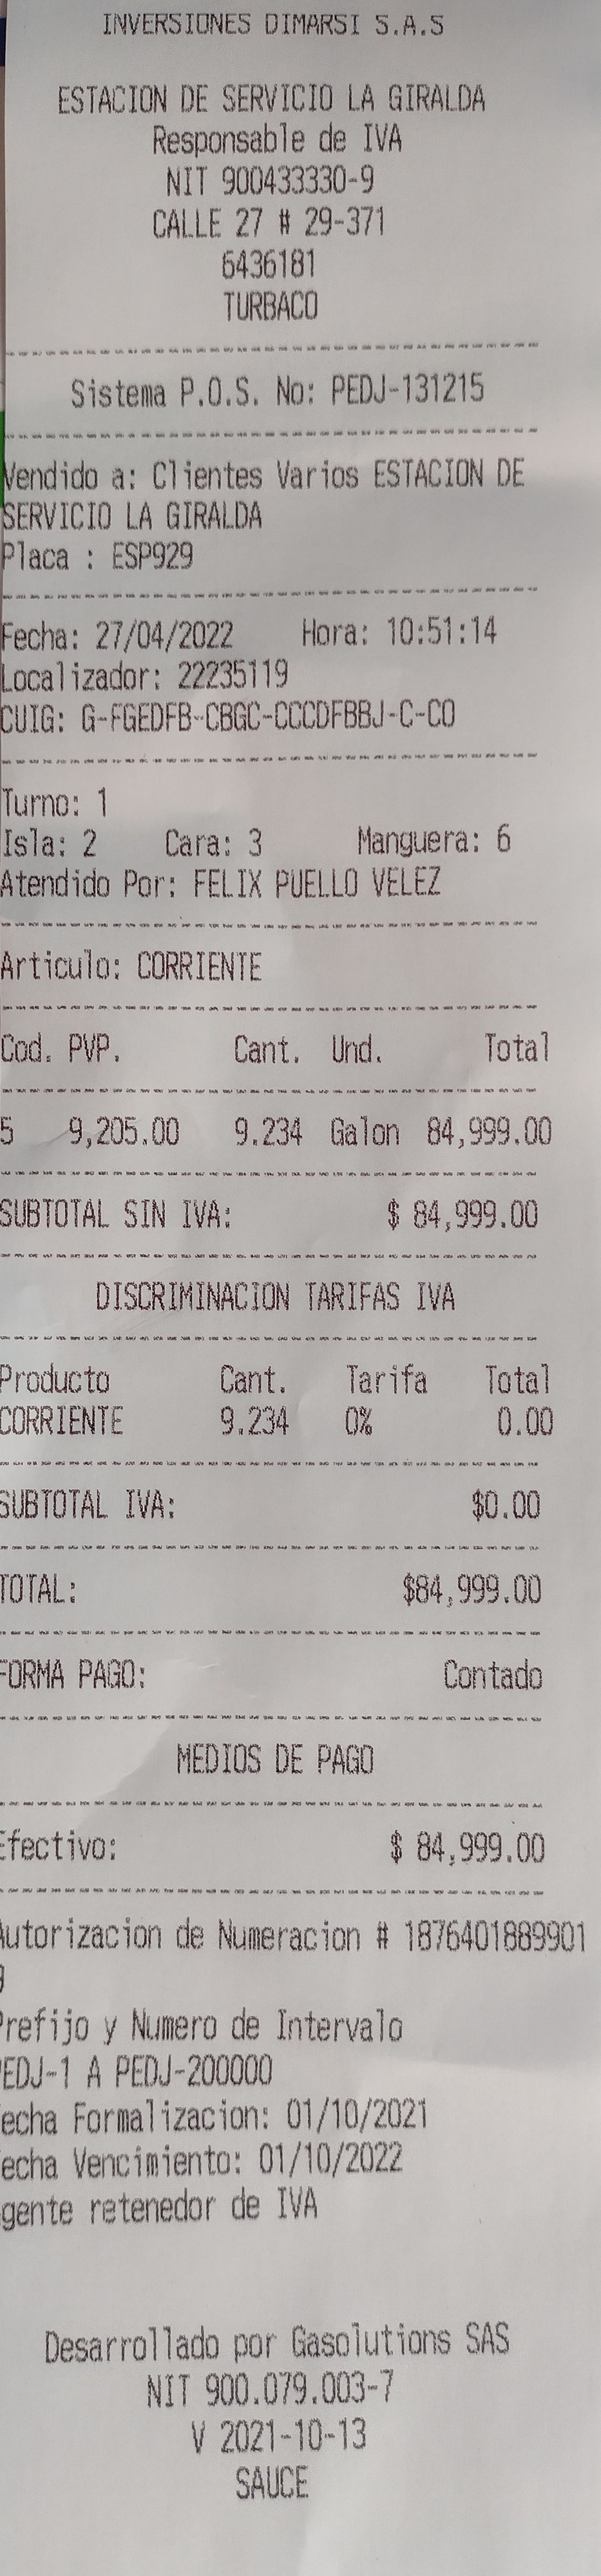 INVERSIONES DIMARSI S.A.S
ESTACION DE SERVICIO LA GIRALDA
Responsable de IVA
NIT 900433330-9
CALLE 27 # 29-371
6436181
TURBACO
Sistema P.O.S. No: PEDJ-131215
Vendido a: Clientes Varios ESTACION DE
SERVICIO LA GIRALDA
Placa : ESP929
Fecha: 27/04/2022 Hora: 10:51:14
Localizador: 22235119
CUIG: G-FGEDFB-CBGC-CCCDFBBJ-C-CO
Turno: 1
Isla: 2 Cara: 3 Manguera: 6
Atendido Por: FELIX PUELLO VELEZ
Articulo: CORRIENTE
Cod. PVP. Cant. Und. Total
5 9,205.00 9.234 Galon 84,999.00
SUBTOTAL SIN IVA: $ 84,999.00
DISCRIMINACION TARIFAS IVA
Producto Cant. Tarifa Total
CORRIENTE 9.234 0% 0.00
SUBTOTAL IVA: $0.00
TOTAL: $84,999.00
FORMA PAGO: Contado
MEDIOS DE PAGO
Efectivo: $ 84,999.00
Autorizacion de Numeracion # 1876401889901
9
Prefijo y Numero de Intervalo
PEDJ-1 A PEDJ-200000
Fecha Formalizacion: 01/10/2021
Fecha Vencimiento: 01/10/2022
gente retenedor de IVA
Desarrollado por Gasolutions SAS
NIT 900.079.003-7
V 2021-10-13
SAUCE